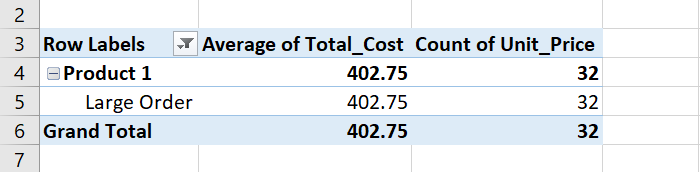 2
3 Row Labels Average of Total_Cost Count of Unit_Price
4 Product 1 402.75 32
5 Large Order 402.75 32
6 Grand Total 402.75 32
7